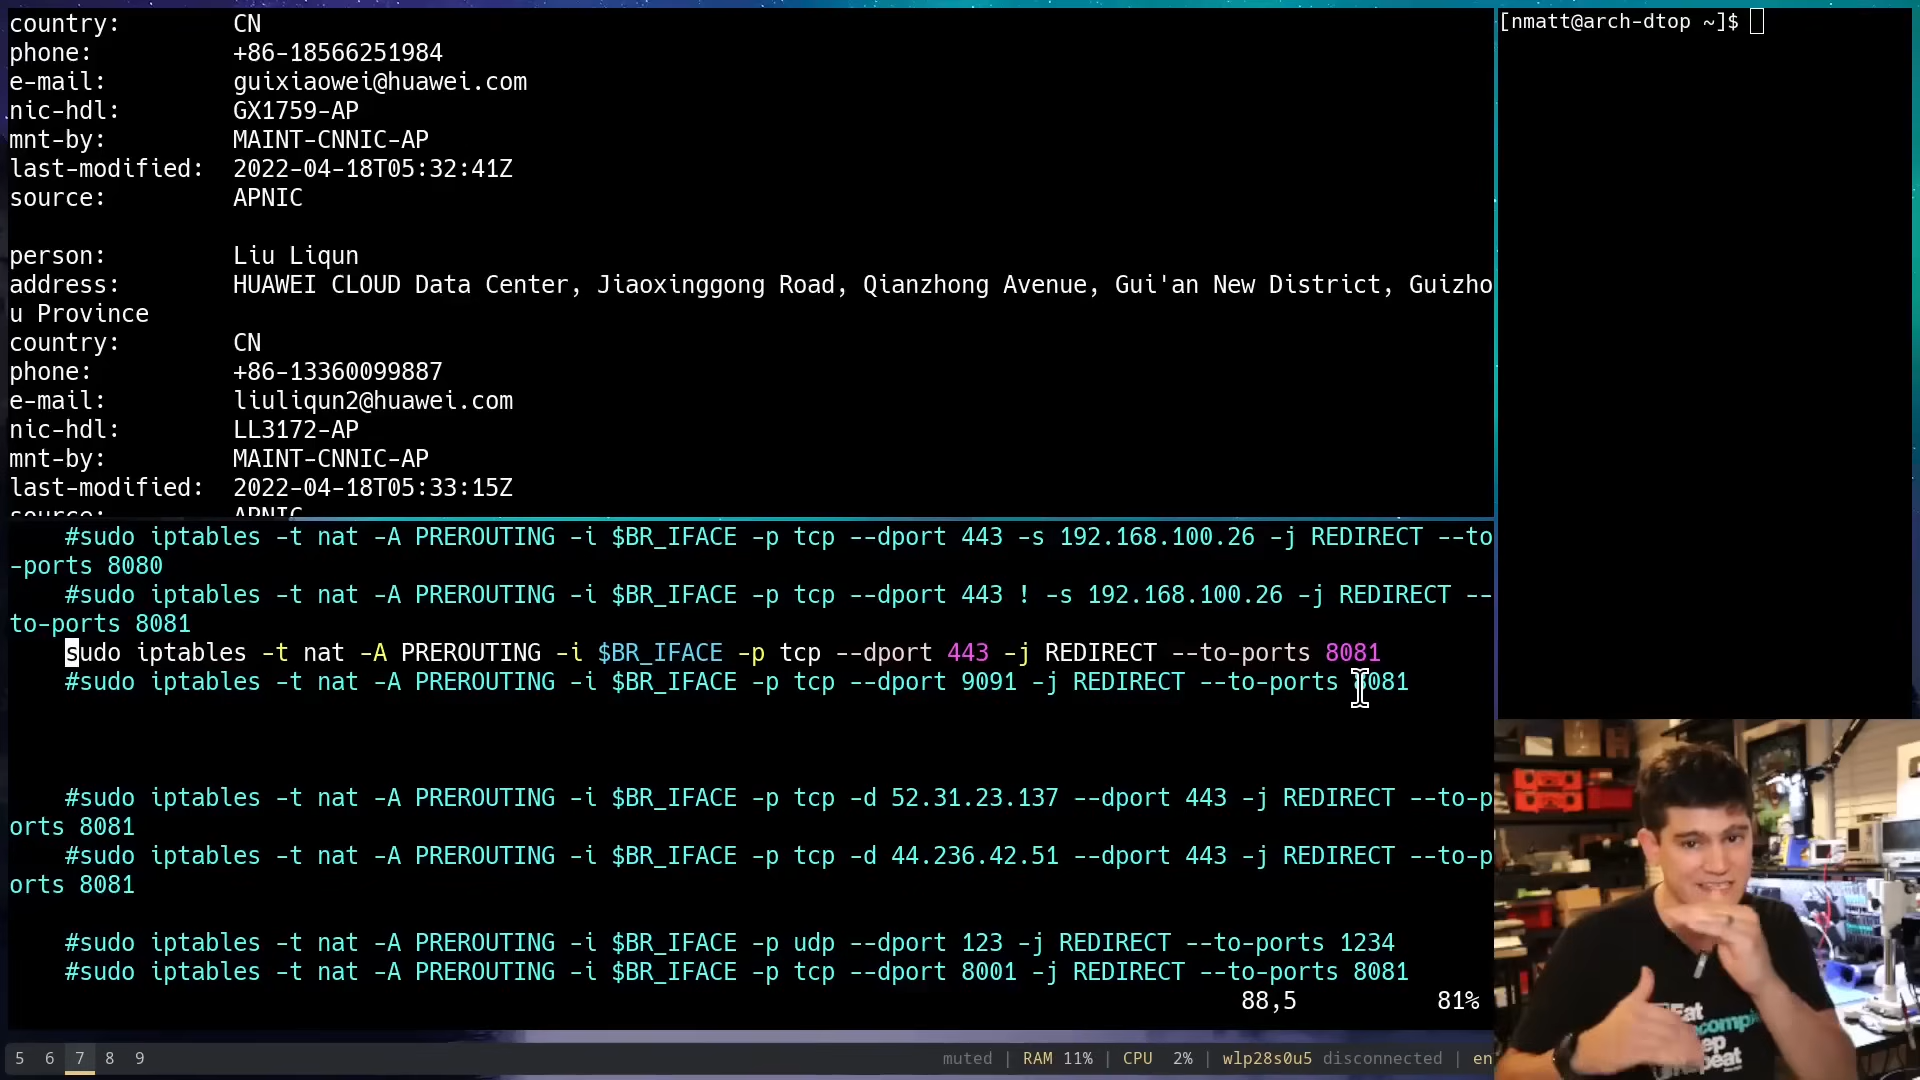 country:        CN
phone:          +86-18566251984
e-mail:         guixiaowei@huawei.com
nic-hdl:        GX1759-AP
mnt-by:         MAINT-CNNIC-AP
last-modified:  2022-04-18T05:32:41Z
source:         APNIC
person:         Liu Liqun
address:        HUAWEI CLOUD Data Center, Jiaoxinggong Road, Qianzhong Avenue, Gui'an New District, Guizho
u Province
country:        CN
phone:          +86-13360099887
e-mail:         liuliqun2@huawei.com
nic-hdl:        LL3172-AP
mnt-by:         MAINT-CNNIC-AP
last-modified:  2022-04-18T05:33:15Z
source:         APNIC
#sudo iptables -t nat -A PREROUTING -i $BR_IFACE -p tcp --dport 443 -s 192.168.100.26 -j REDIRECT --to
-ports 8080
#sudo iptables -t nat -A PREROUTING -i $BR_IFACE -p tcp --dport 443 ! -s 192.168.100.26 -j REDIRECT --
to-ports 8081
sudo iptables -t nat -A PREROUTING -i $BR_IFACE -p tcp --dport 443 -j REDIRECT --to-ports 8081
#sudo iptables -t nat -A PREROUTING -i $BR_IFACE -p tcp --dport 9091 -j REDIRECT --to-ports 8081
#sudo iptables -t nat -A PREROUTING -i $BR_IFACE -p tcp -d 52.31.23.137 --dport 443 -j REDIRECT --to-p
orts 8081
#sudo iptables -t nat -A PREROUTING -i $BR_IFACE -p tcp -d 44.236.42.51 --dport 443 -j REDIRECT --to-p
orts 8081
#sudo iptables -t nat -A PREROUTING -i $BR_IFACE -p udp --dport 123 -j REDIRECT --to-ports 1234
#sudo iptables -t nat -A PREROUTING -i $BR_IFACE -p tcp --dport 8001 -j REDIRECT --to-ports 8081
88,5 81%
5 6 7 8 9 muted | RAM 11% | CPU 2% | wlp28s0u5 disconnected | en
[nmatt@arch-dtop ~]$
Eat